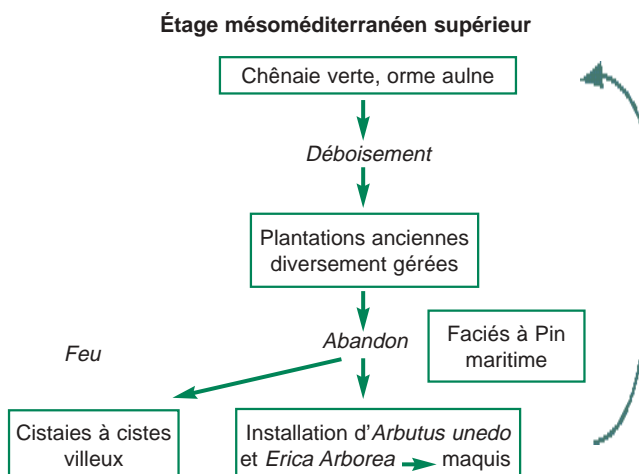 Étage mésoméditerranéen supérieur
Chênaie verte, orme aulne
Déboisement
Plantations anciennes
diversement gérées
Abandon
Faciés à Pin
maritime
Feu
Cistaies à cistes
villeux
Installation d'Arbutus unedo
et Erica Arborea maquis